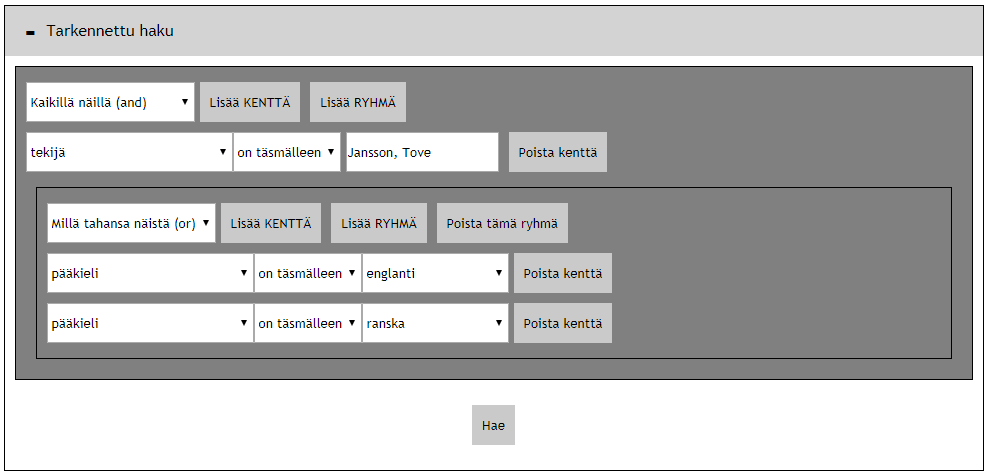 - Tarkennettu haku
Kaikillä näillä (and) Lisää KENTTÄ Lisää RYHMÄ
tekijä on täsmälleen Jansson, Tove Poista kenttä
Millä tahansa näistä (or) Lisää KENTTÄ Lisää RYHMÄ Poista tämä ryhmä
pääkieli on täsmälleen englanti Poista kenttä
pääkieli on täsmälleen ranska Poista kenttä
Hae